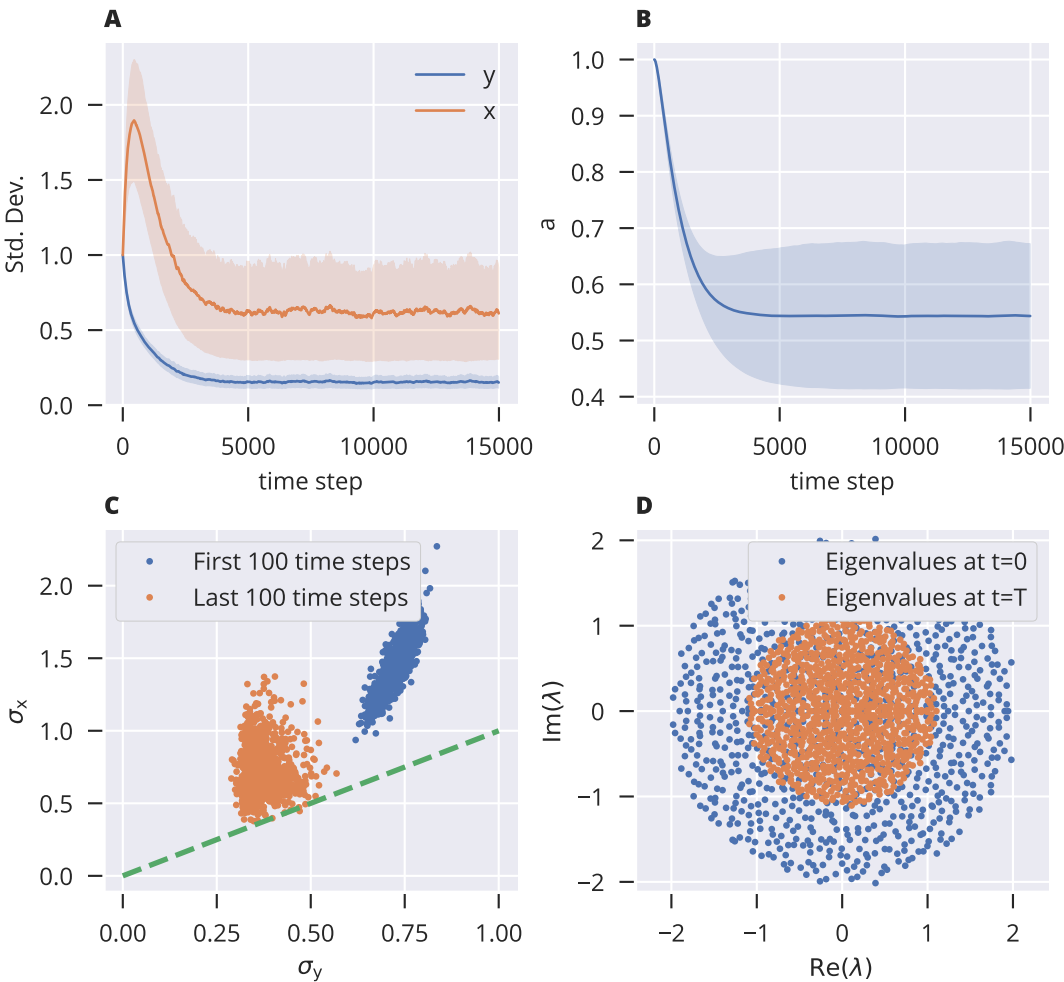 A
Std. Dev.
2.0
1.5
1.0
0.5
0.0
y
x
0 5000 10000 15000
time step
B
a
1.0
0.9
0.8
0.7
0.6
0.5
0.4
0 5000 10000 15000
time step
C
σx
2.0
1.5
1.0
0.5
0.0
First 100 time steps
Last 100 time steps
0.00 0.25 0.50 0.75 1.00
σy
D
Im(λ)
2
1
0
−1
−2
Eigenvalues at t=0
Eigenvalues at t=T
−2 −1 0 1 2
Re(λ)